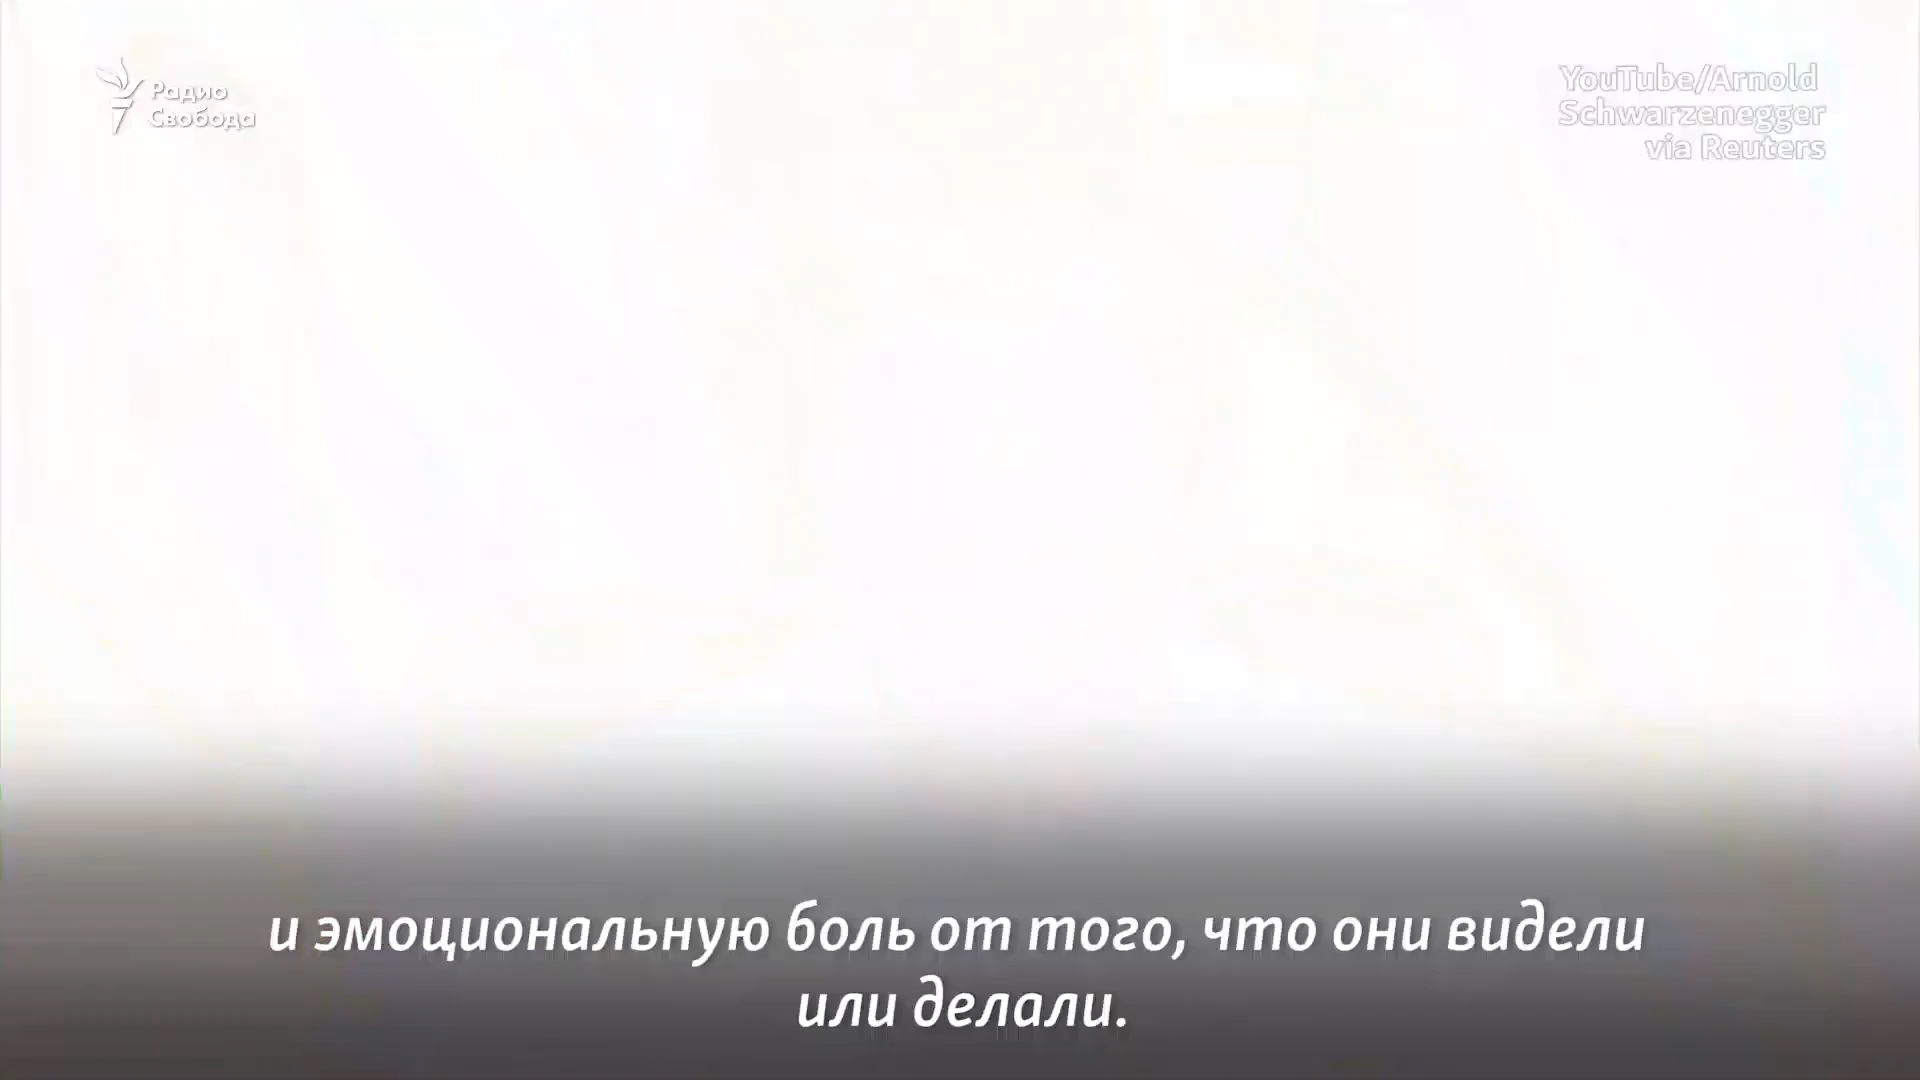 Радио
Свобода
YouTube/Arnold
Schwarzenegger
via Reuters
и эмоциональную боль от того, что они видели
или делали.